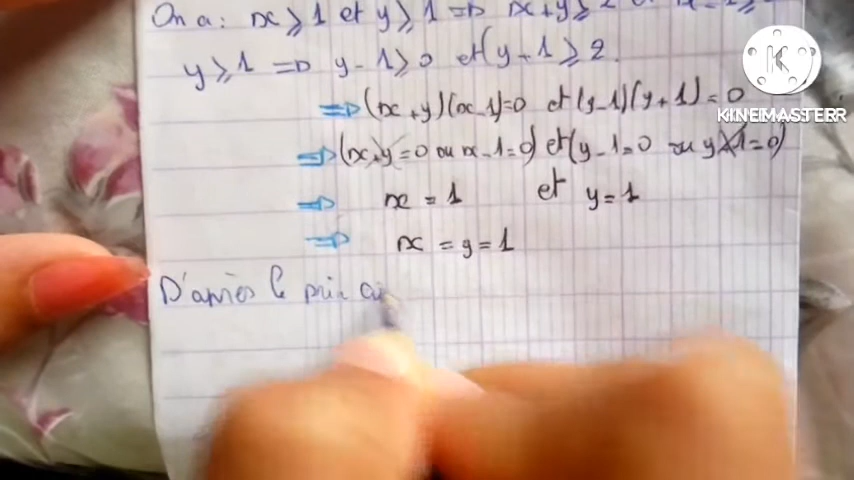 On a : x ⩾ 1 et y ⩾ 1 ⇒ x + y ⩾ 2
y ⩾ 1 ⇒ y - 1 ⩾ 0 et (y + 1 ⩾ 2.
⇒ (x + y)(x - 1) = 0 et (y - 1)(y + 1) = 0
⇒ (x + y = 0 ou x - 1 = 0) et (y - 1 = 0 ou y + 1 = 0)
⇒ x = 1 et y = 1
⇒ x = y = 1
D'après le prin ci
KINEMASTER